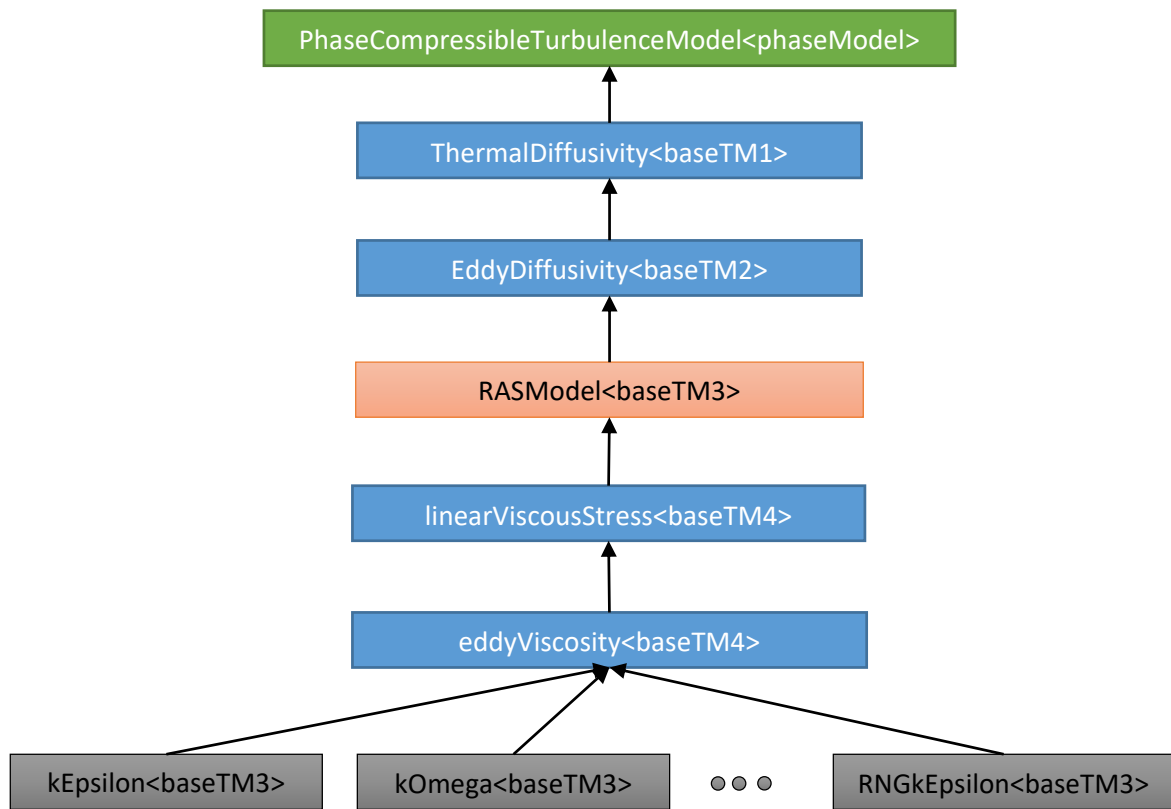 PhaseCompressibleTurbulenceModel<phaseModel>
ThermalDiffusivity<baseTM1>
EddyDiffusivity<baseTM2>
RASModel<baseTM3>
linearViscousStress<baseTM4>
eddyViscosity<baseTM4>
kEpsilon<baseTM3>
kOmega<baseTM3>
RNGkEpsilon<baseTM3>